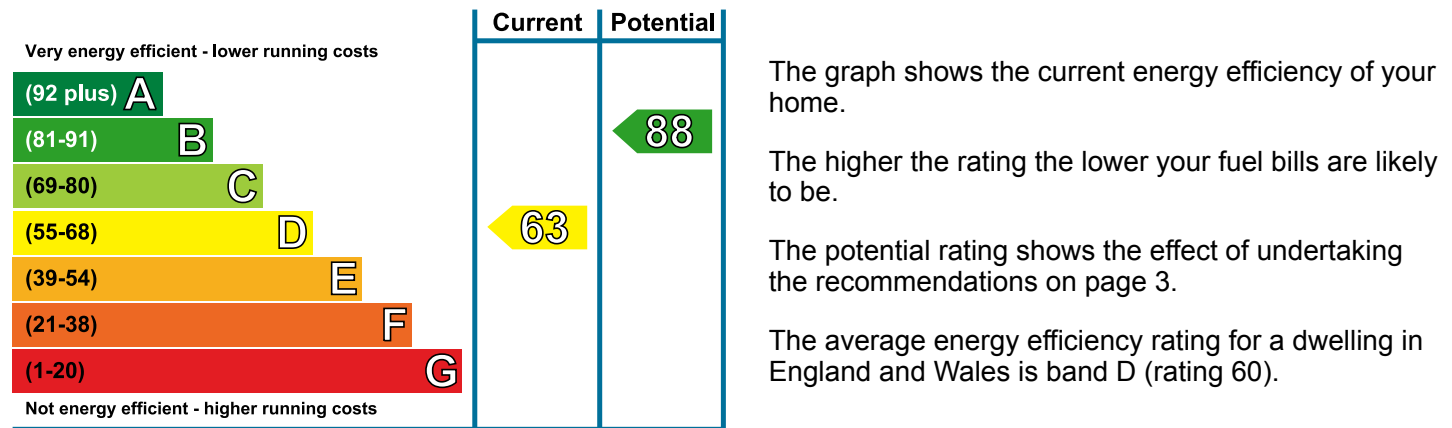 Current Potential
Very energy efficient - lower running costs
(92 plus) A
(81-91) B
88
(69-80) C
(55-68) D
63
(39-54) E
(21-38) F
(1-20) G
Not energy efficient - higher running costs
The graph shows the current energy efficiency of your
home.
The higher the rating the lower your fuel bills are likely
to be.
The potential rating shows the effect of undertaking
the recommendations on page 3.
The average energy efficiency rating for a dwelling in
England and Wales is band D (rating 60).